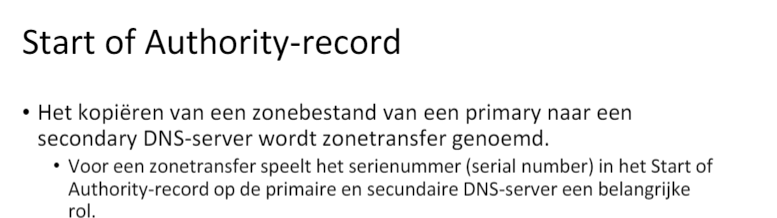 Start of Authority-record
• Het kopiëren van een zonebestand van een primary naar een
secondary DNS-server wordt zonetransfer genoemd.
• Voor een zonetransfer speelt het serienummer (serial number) in het Start of
Authority-record op de primaire en secundaire DNS-server een belangrijke
rol.